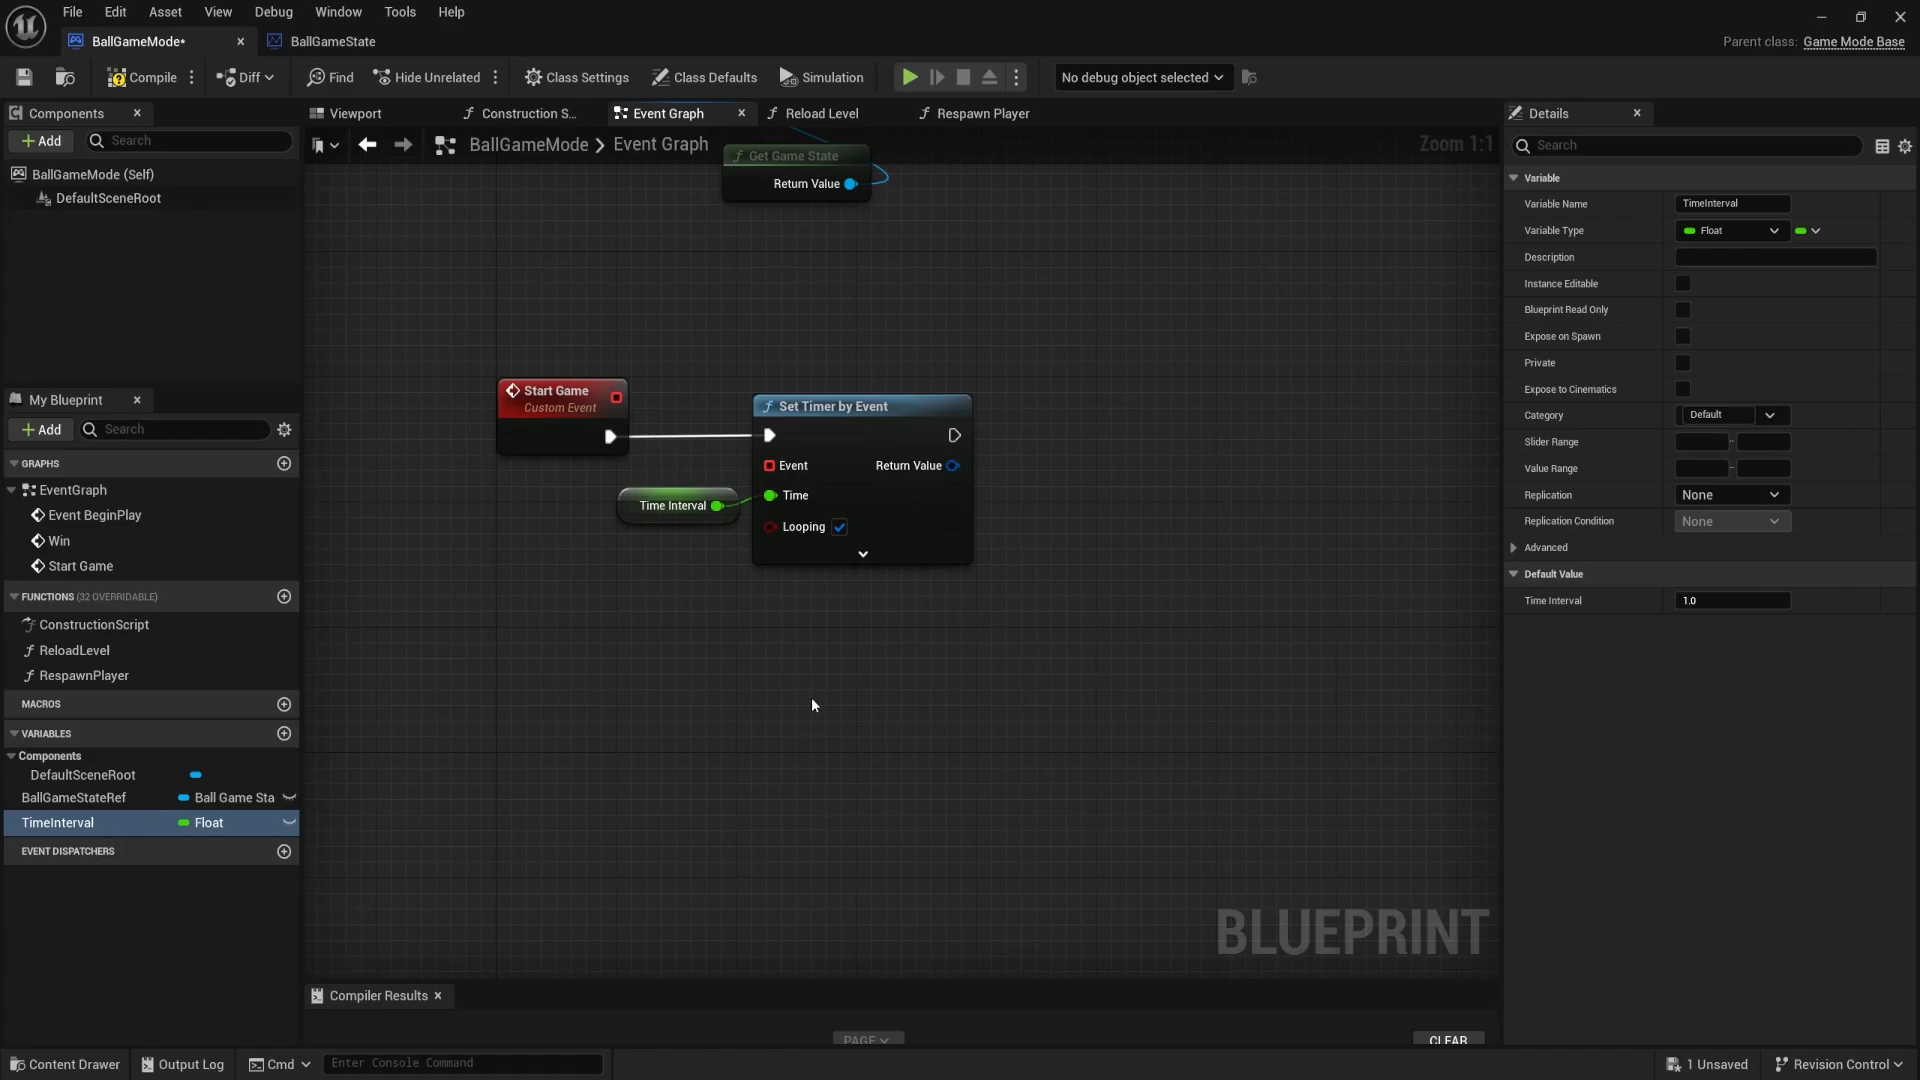 File Edit Asset View Debug Window Tools Help
BallGameMode* BallGameState
Parent class: Game Mode Base
Compile Diff Find Hide Unrelated Class Settings Class Defaults Simulation No debug object selected
Components
Add Search
BallGameMode (Self)
DefaultSceneRoot
My Blueprint
Add Search
GRAPHS
EventGraph
Event BeginPlay
Win
Start Game
FUNCTIONS (32 OVERRIDABLE)
ConstructionScript
ReloadLevel
RespawnPlayer
MACROS
VARIABLES
Components
DefaultSceneRoot
BallGameStateRef Ball Game Sta
TimeInterval Float
EVENT DISPATCHERS
Viewport Construction S... Event Graph Reload Level Respawn Player
BallGameMode > Event Graph
Zoom 1:1
Get Game State
Return Value
Start Game
Custom Event
Set Timer by Event
Event Return Value
Time Interval Time
Looping
BLUEPRINT
Compiler Results
PAGE CLEAR
Details
Search
Variable
Variable Name TimeInterval
Variable Type Float
Description
Instance Editable
Blueprint Read Only
Expose on Spawn
Private
Expose to Cinematics
Category Default
Slider Range
Value Range
Replication None
Replication Condition None
Advanced
Default Value
Time Interval 1.0
Content Drawer Output Log Cmd Enter Console Command 1 Unsaved Revision Control